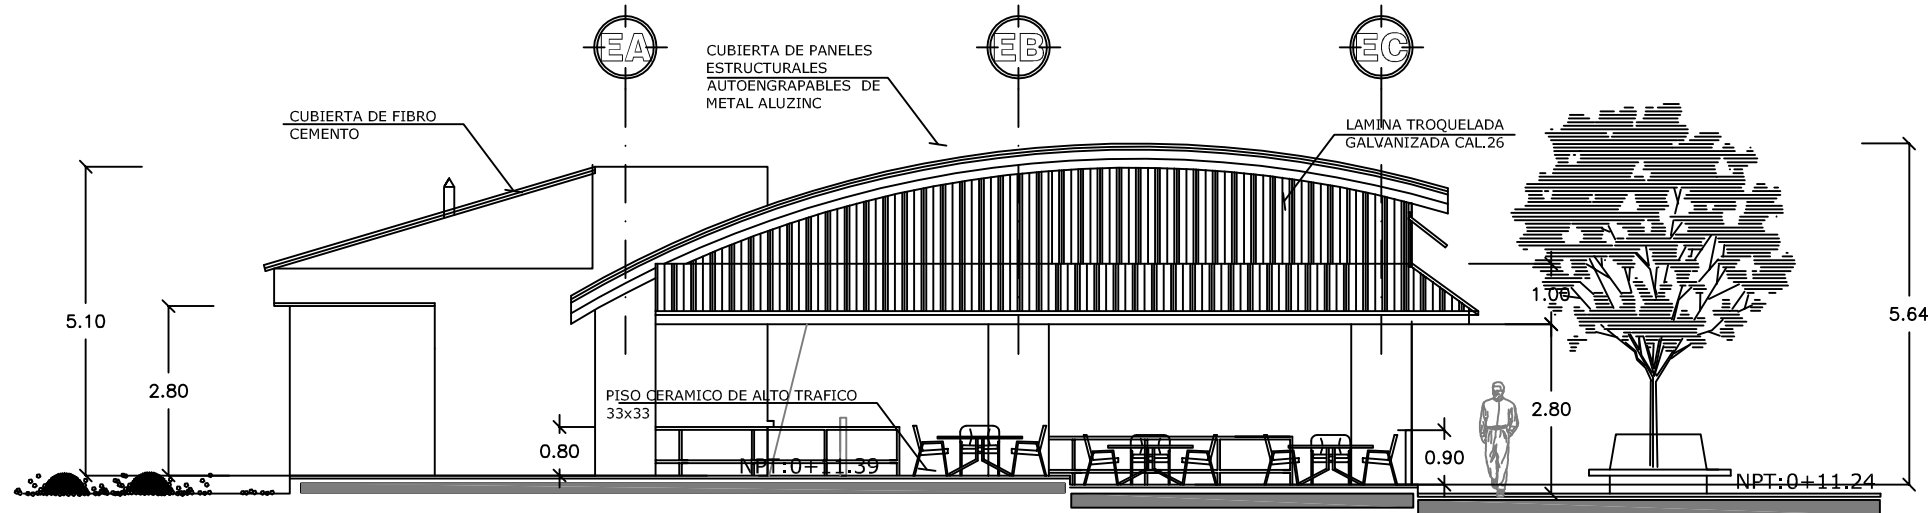 EA
EB
EC
CUBIERTA DE PANELES
ESTRUCTURALES
AUTOENGRAPABLES DE
METAL ALUZINC
CUBIERTA DE FIBRO
CEMENTO
LAMINA TROQUELADA
GALVANIZADA CAL.26
5.10
2.80
1.00
5.64
PISO CERAMICO DE ALTO TRAFICO
33x33
2.80
0.80
0.90
NPT:0+11.39
NPT:0+11.24